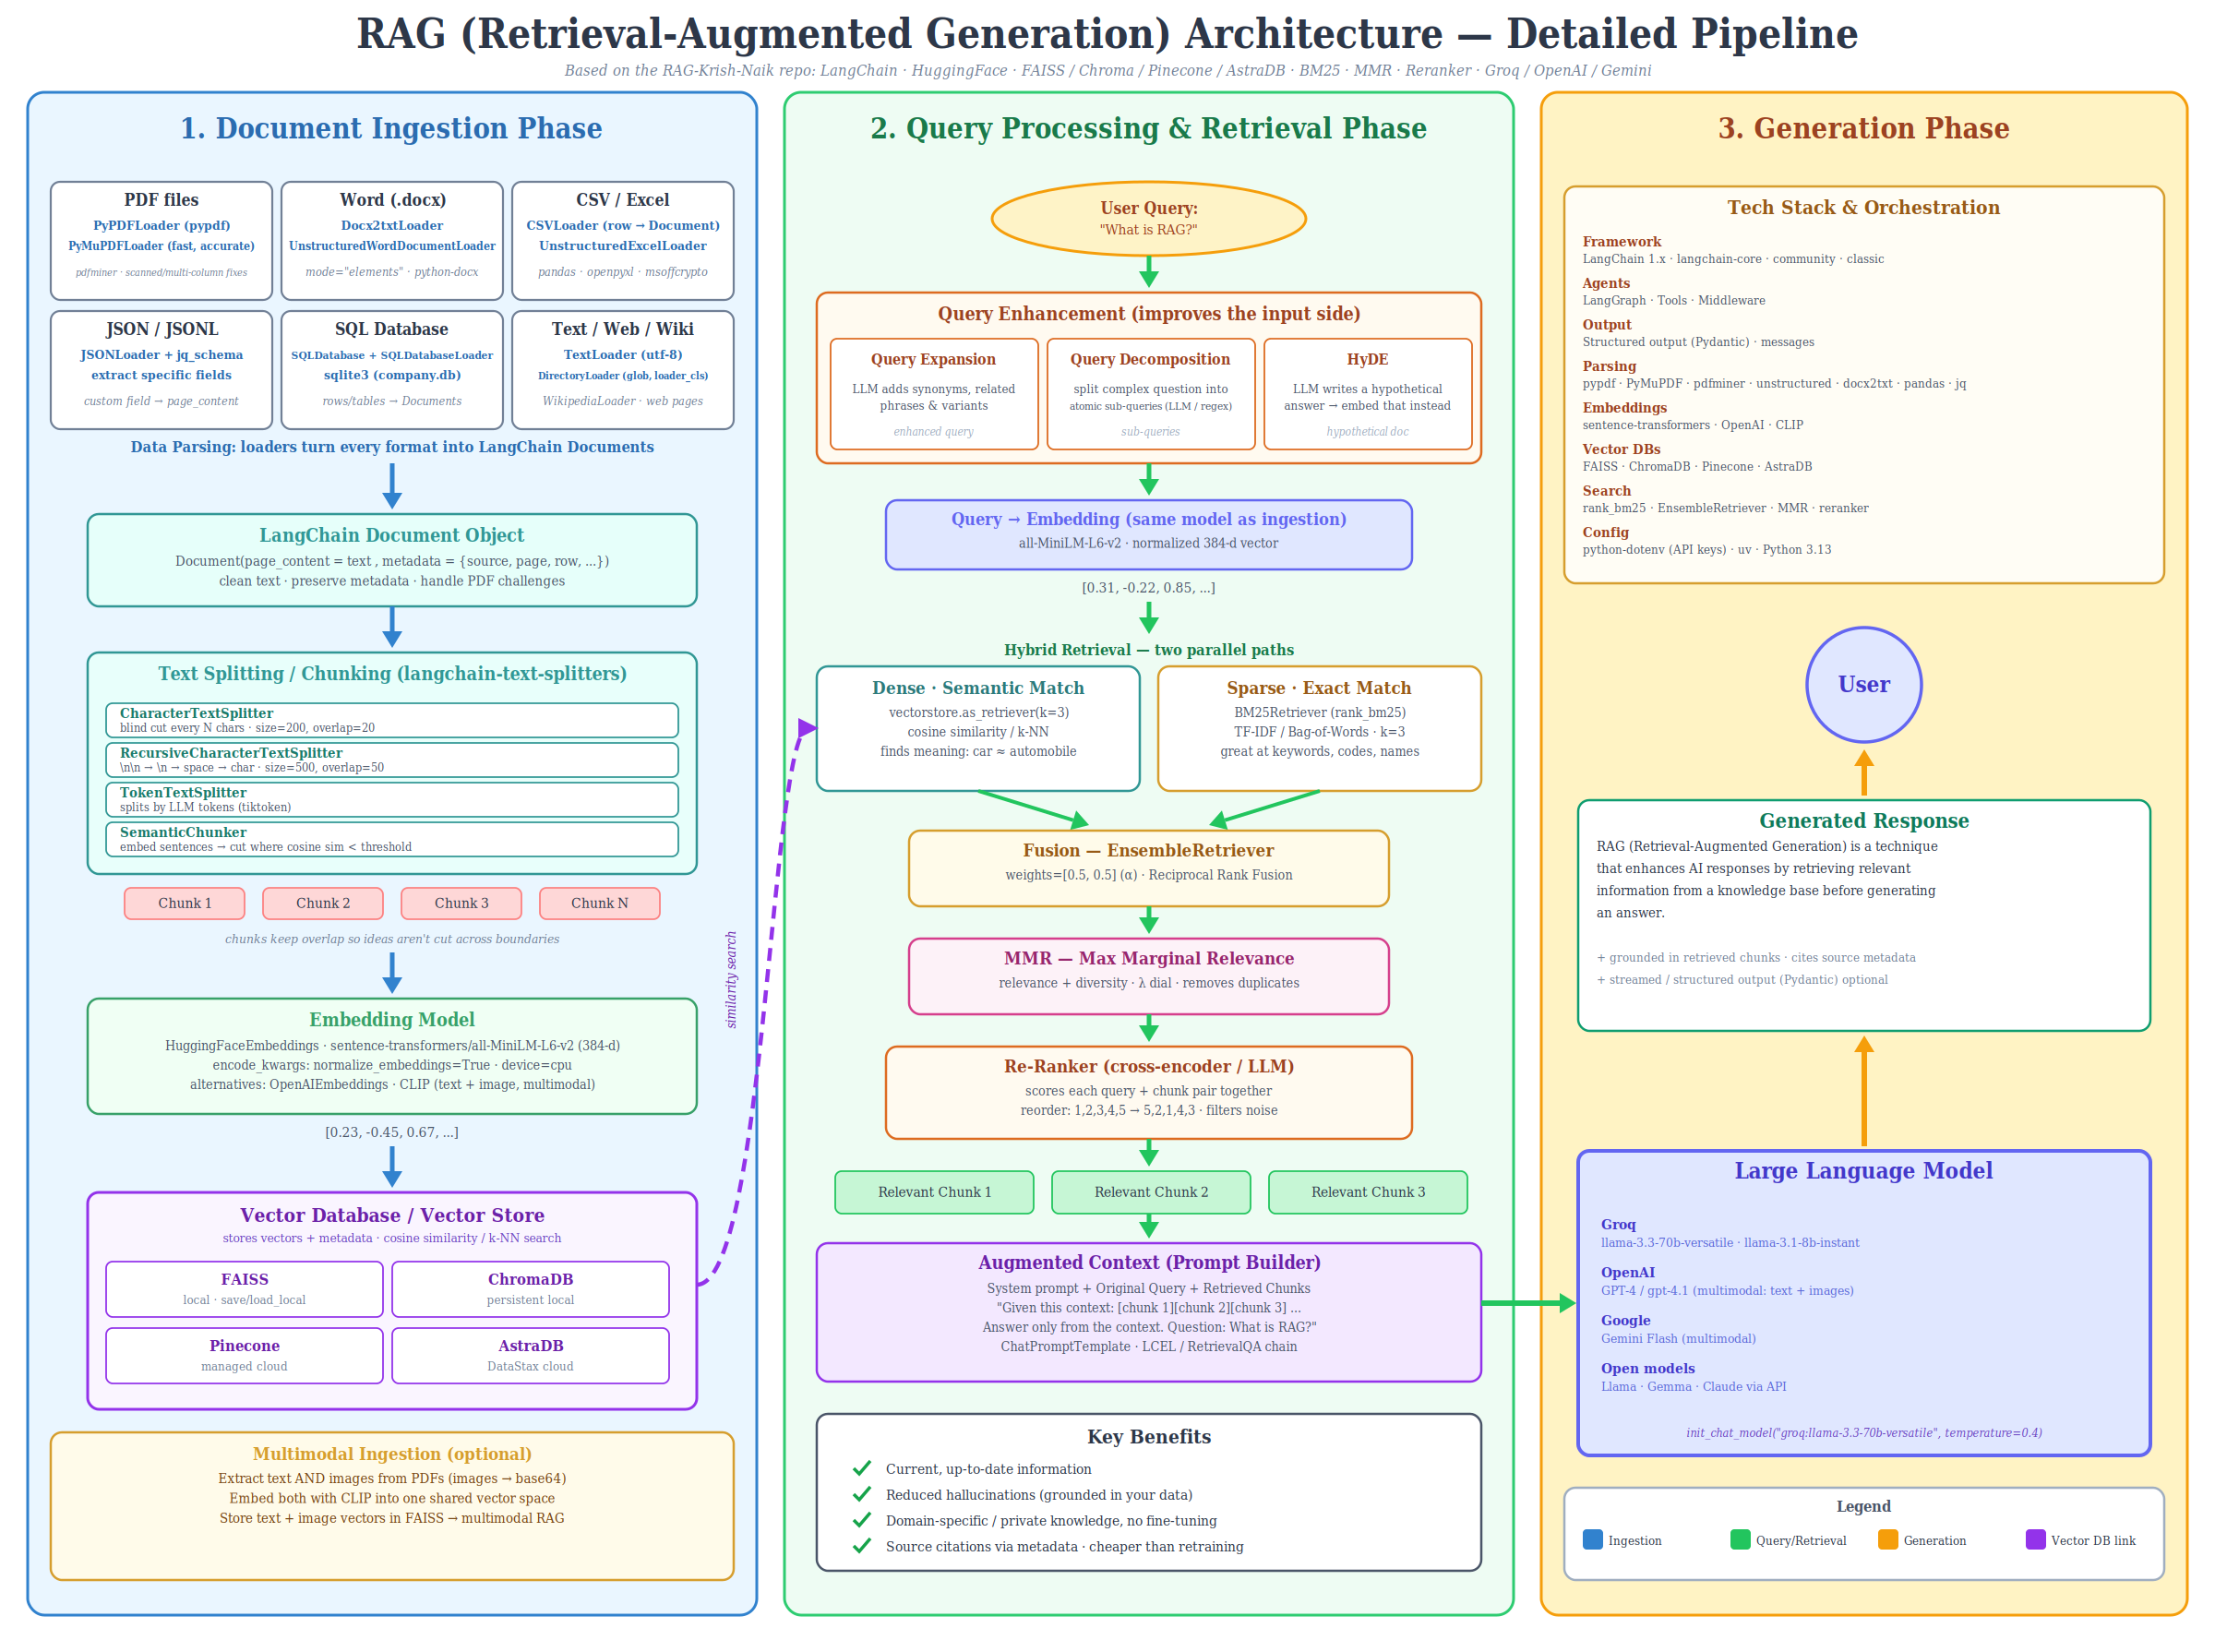 RAG (Retrieval-Augmented Generation) Architecture — Detailed Pipeline
Based on the RAG-Krish-Naik repo: LangChain · HuggingFace · FAISS / Chroma / Pinecone / AstraDB · BM25 · MMR · Reranker · Groq / OpenAI / Gemini
1. Document Ingestion Phase
PDF files
PyPDFLoader (pypdf)
PyMuPDFLoader (fast, accurate)
pdfminer · scanned/multi-column fixes
Word (.docx)
Docx2txtLoader
UnstructuredWordDocumentLoader
mode="elements" · python-docx
CSV / Excel
CSVLoader (row → Document)
UnstructuredExcelLoader
pandas · openpyxl · msoffcrypto
JSON / JSONL
JSONLoader + jq_schema
extract specific fields
custom field → page_content
SQL Database
SQLDatabase + SQLDatabaseLoader
sqlite3 (company.db)
rows/tables → Documents
Text / Web / Wiki
TextLoader (utf-8)
DirectoryLoader (glob, loader_cls)
WikipediaLoader · web pages
Data Parsing: loaders turn every format into LangChain Documents
LangChain Document Object
Document(page_content = text , metadata = {source, page, row, ...})
clean text · preserve metadata · handle PDF challenges
Text Splitting / Chunking (langchain-text-splitters)
CharacterTextSplitter
blind cut every N chars · size=200, overlap=20
RecursiveCharacterTextSplitter
\n\n → \n → space → char · size=500, overlap=50
TokenTextSplitter
splits by LLM tokens (tiktoken)
SemanticChunker
embed sentences → cut where cosine sim < threshold
Chunk 1
Chunk 2
Chunk 3
Chunk N
chunks keep overlap so ideas aren't cut across boundaries
Embedding Model
HuggingFaceEmbeddings · sentence-transformers/all-MiniLM-L6-v2 (384-d)
encode_kwargs: normalize_embeddings=True · device=cpu
alternatives: OpenAIEmbeddings · CLIP (text + image, multimodal)
[0.23, -0.45, 0.67, ...]
Vector Database / Vector Store
stores vectors + metadata · cosine similarity / k-NN search
FAISS
local · save/load_local
ChromaDB
persistent local
Pinecone
managed cloud
AstraDB
DataStax cloud
Multimodal Ingestion (optional)
Extract text AND images from PDFs (images → base64)
Embed both with CLIP into one shared vector space
Store text + image vectors in FAISS → multimodal RAG
similarity search
2. Query Processing & Retrieval Phase
User Query:
"What is RAG?"
Query Enhancement (improves the input side)
Query Expansion
LLM adds synonyms, related
phrases & variants
enhanced query
Query Decomposition
split complex question into
atomic sub-queries (LLM / regex)
sub-queries
HyDE
LLM writes a hypothetical
answer → embed that instead
hypothetical doc
Query → Embedding (same model as ingestion)
all-MiniLM-L6-v2 · normalized 384-d vector
[0.31, -0.22, 0.85, ...]
Hybrid Retrieval — two parallel paths
Dense · Semantic Match
vectorstore.as_retriever(k=3)
cosine similarity / k-NN
finds meaning: car ≈ automobile
Sparse · Exact Match
BM25Retriever (rank_bm25)
TF-IDF / Bag-of-Words · k=3
great at keywords, codes, names
Fusion — EnsembleRetriever
weights=[0.5, 0.5] (α) · Reciprocal Rank Fusion
MMR — Max Marginal Relevance
relevance + diversity · λ dial · removes duplicates
Re-Ranker (cross-encoder / LLM)
scores each query + chunk pair together
reorder: 1,2,3,4,5 → 5,2,1,4,3 · filters noise
Relevant Chunk 1
Relevant Chunk 2
Relevant Chunk 3
Augmented Context (Prompt Builder)
System prompt + Original Query + Retrieved Chunks
"Given this context: [chunk 1][chunk 2][chunk 3] ...
Answer only from the context. Question: What is RAG?"
ChatPromptTemplate · LCEL / RetrievalQA chain
Key Benefits
✓ Current, up-to-date information
✓ Reduced hallucinations (grounded in your data)
✓ Domain-specific / private knowledge, no fine-tuning
✓ Source citations via metadata · cheaper than retraining
3. Generation Phase
Tech Stack & Orchestration
Framework
LangChain 1.x · langchain-core · community · classic
Agents
LangGraph · Tools · Middleware
Output
Structured output (Pydantic) · messages
Parsing
pypdf · PyMuPDF · pdfminer · unstructured · docx2txt · pandas · jq
Embeddings
sentence-transformers · OpenAI · CLIP
Vector DBs
FAISS · ChromaDB · Pinecone · AstraDB
Search
rank_bm25 · EnsembleRetriever · MMR · reranker
Config
python-dotenv (API keys) · uv · Python 3.13
User
Generated Response
RAG (Retrieval-Augmented Generation) is a technique
that enhances AI responses by retrieving relevant
information from a knowledge base before generating
an answer.
+ grounded in retrieved chunks · cites source metadata
+ streamed / structured output (Pydantic) optional
Large Language Model
Groq
llama-3.3-70b-versatile · llama-3.1-8b-instant
OpenAI
GPT-4 / gpt-4.1 (multimodal: text + images)
Google
Gemini Flash (multimodal)
Open models
Llama · Gemma · Claude via API
init_chat_model("groq:llama-3.3-70b-versatile", temperature=0.4)
Legend
Ingestion
Query/Retrieval
Generation
Vector DB link